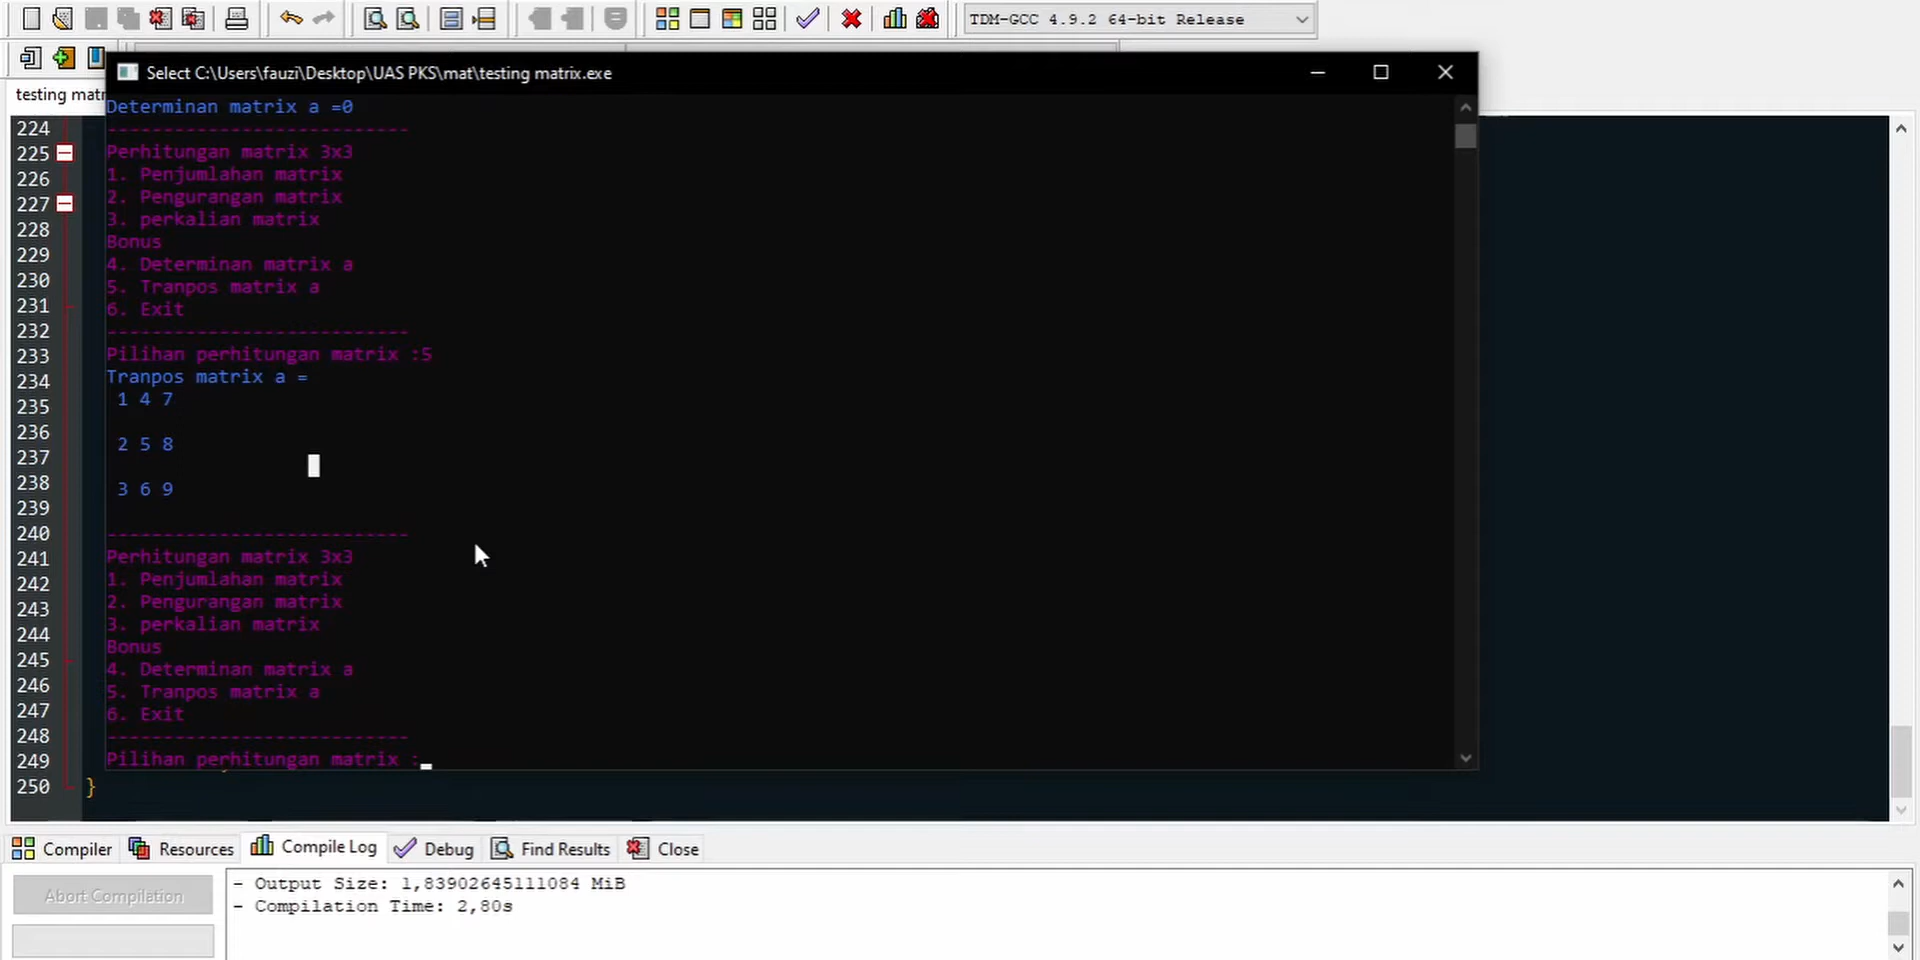 TDM-GCC 4.9.2 64-bit Release
Select C:\Users\fauzi\Desktop\UAS PKS\mat\testing matrix.exe
testing matr
Determinan matrix a =0
---------------------------
Perhitungan matrix 3x3
1. Penjumlahan matrix
2. Pengurangan matrix
3. perkalian matrix
Bonus
4. Determinan matrix a
5. Tranpos matrix a
6. Exit
---------------------------
Pilihan perhitungan matrix :5
Tranpos matrix a =
1 4 7
2 5 8
3 6 9
---------------------------
Perhitungan matrix 3x3
1. Penjumlahan matrix
2. Pengurangan matrix
3. perkalian matrix
Bonus
4. Determinan matrix a
5. Tranpos matrix a
6. Exit
---------------------------
Pilihan perhitungan matrix :
224
225
226
227
228
229
230
231
232
233
234
235
236
237
238
239
240
241
242
243
244
245
246
247
248
249
250 }
Compiler Resources Compile Log Debug Find Results Close
Abort Compilation
- Output Size: 1,83902645111084 MiB
- Compilation Time: 2,80s